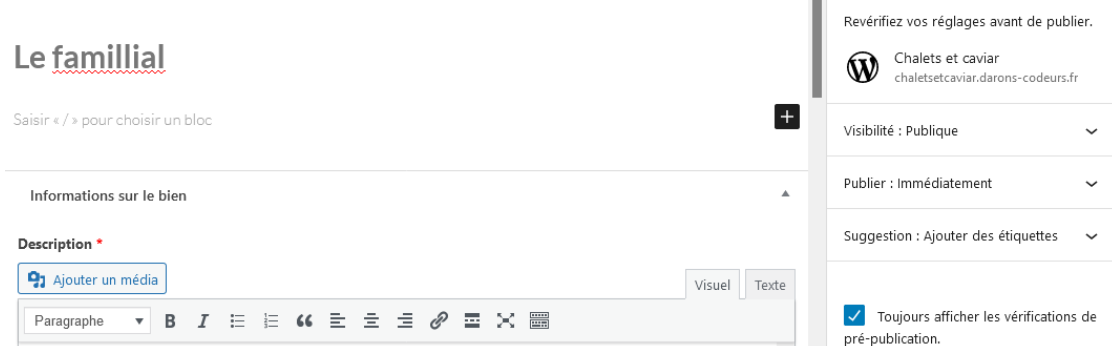 Le famillial
Saisir « / » pour choisir un bloc
Informations sur le bien
Description *
Ajouter un média
Visuel
Texte
Paragraphe
B
I
Revérifiez vos réglages avant de publier.
Chalets et caviar
chaletsetcaviar.darons-codeurs.fr
Visibilité : Publique
Publier : Immédiatement
Suggestion : Ajouter des étiquettes
Toujours afficher les vérifications de
pré-publication.